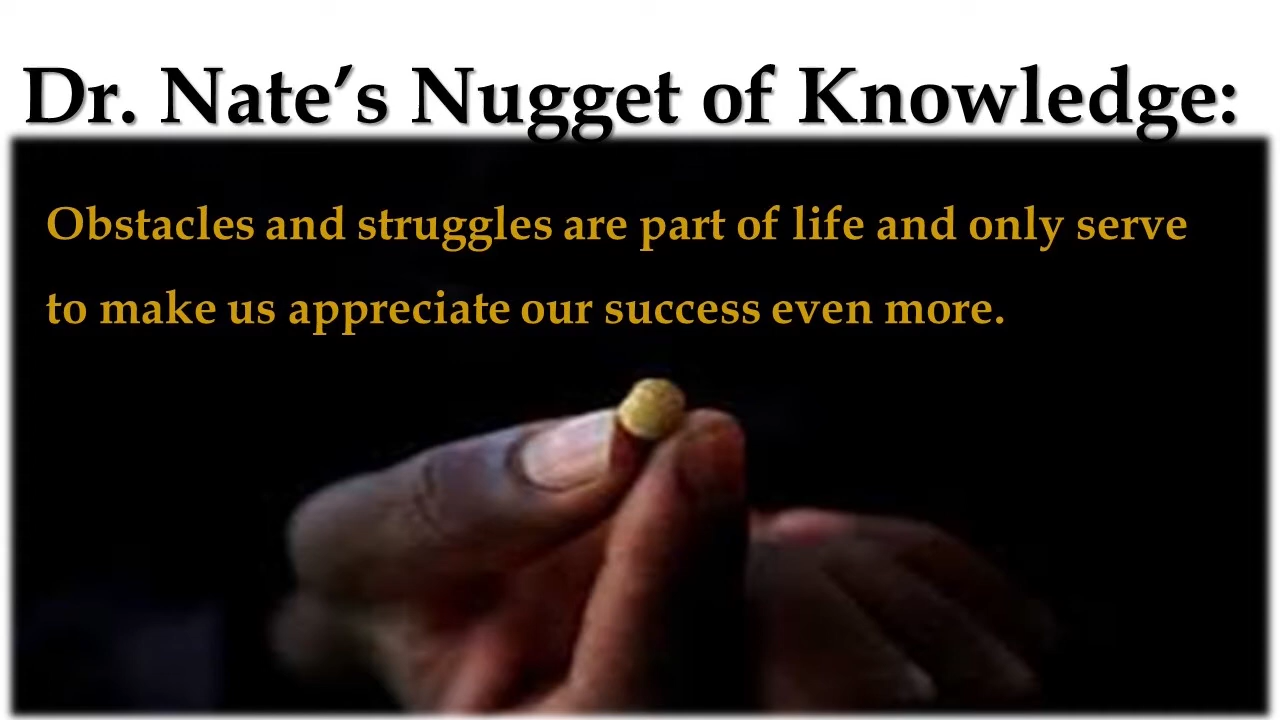 Dr. Nate’s Nugget of Knowledge:
Obstacles and struggles are part of life and only serve
to make us appreciate our success even more.